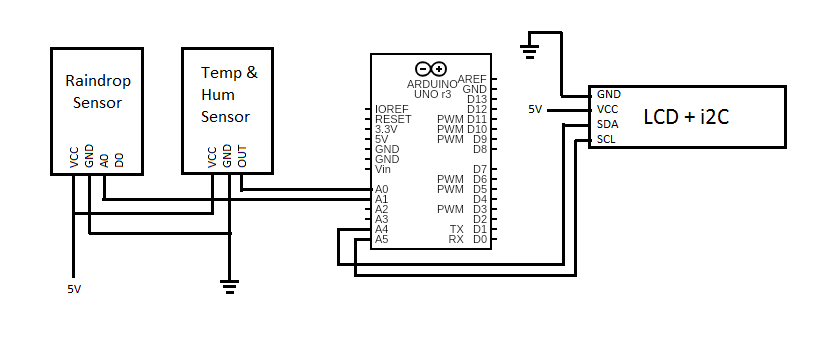 Raindrop
Sensor
VCC
GND
A0
D0
5V
Temp &
Hum
Sensor
VCC
GND
OUT
ARDUINO
UNO r3
IOREF
RESET
3.3V
5V
GND
GND
Vin
A0
A1
A2
A3
A4
A5
AREF
GND
D13
D12
PWM D11
PWM D10
PWM D9
D8
D7
PWM D6
PWM D5
D4
PWM D3
D2
TX D1
RX D0
5V
GND
VCC
SDA
SCL
LCD + i2C